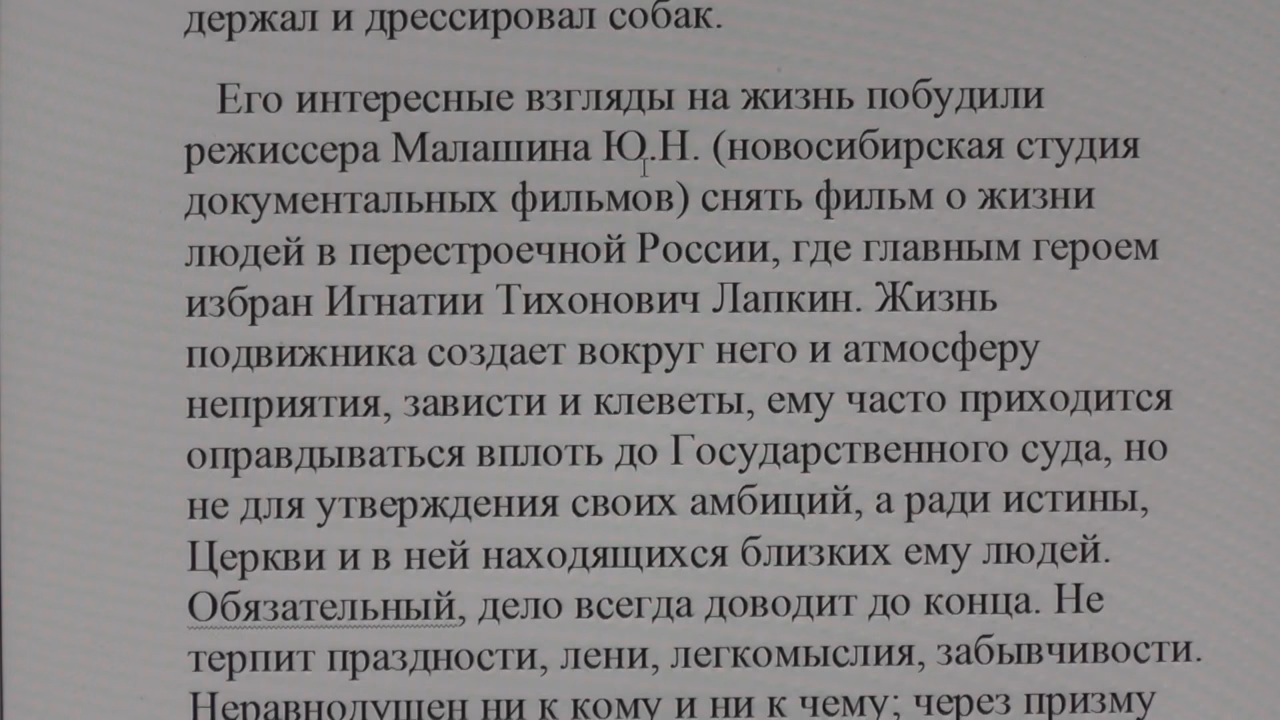 держал и дрессировал собак.
Его интересные взгляды на жизнь побудили
режиссера Малашина Ю.Н. (новосибирская студия
документальных фильмов) снять фильм о жизни
людей в перестроечной России, где главным героем
избран Игнатии Тихонович Лапкин. Жизнь
подвижника создает вокруг него и атмосферу
неприятия, зависти и клеветы, ему часто приходится
оправдываться вплоть до Государственного суда, но
не для утверждения своих амбиций, а ради истины,
Церкви и в ней находящихся близких ему людей.
Обязательный, дело всегда доводит до конца. Не
терпит праздности, лени, легкомыслия, забывчивости.
Неравнодушен ни к кому и ни к чему; через призму